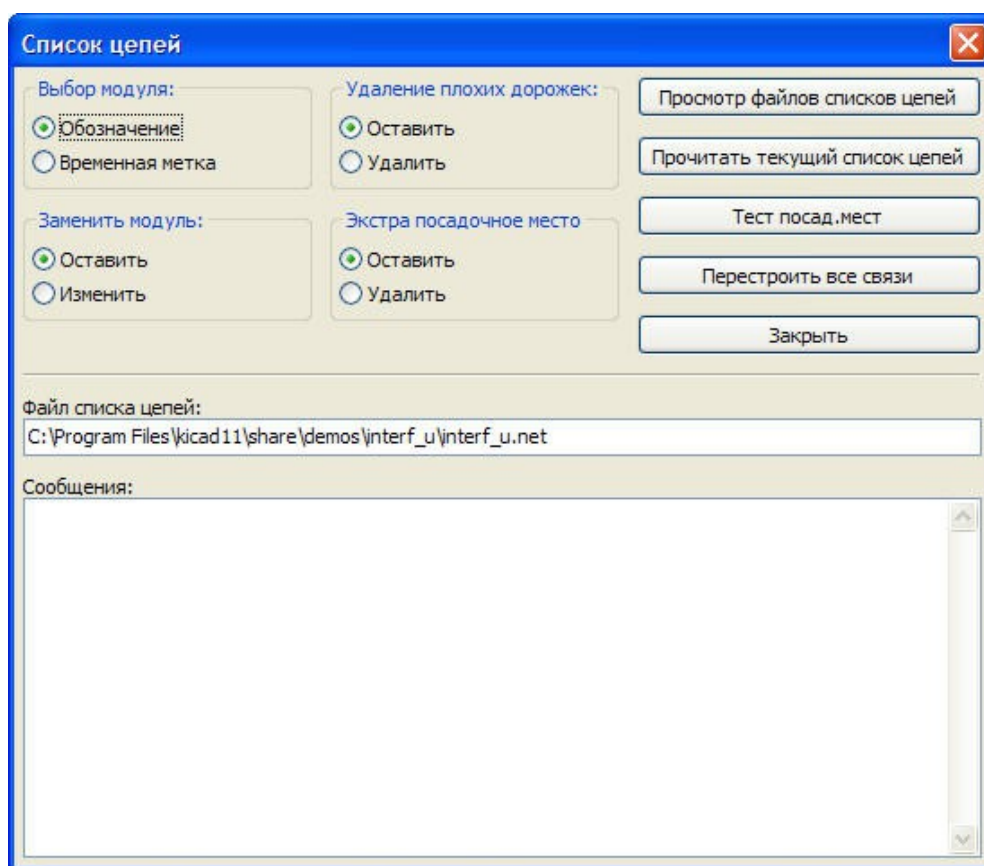 Список цепей
Выбор модуля:
Обозначение
Временная метка
Удаление плохих дорожек:
Оставить
Удалить
Заменить модуль:
Оставить
Изменить
Экстра посадочное место
Оставить
Удалить
Просмотр файлов списков цепей
Прочитать текущий список цепей
Тест посад.мест
Перестроить все связи
Закрыть
Файл списка цепей:
C:\Program Files\kicad11\share\demos\interf_u\interf_u.net
Сообщения: